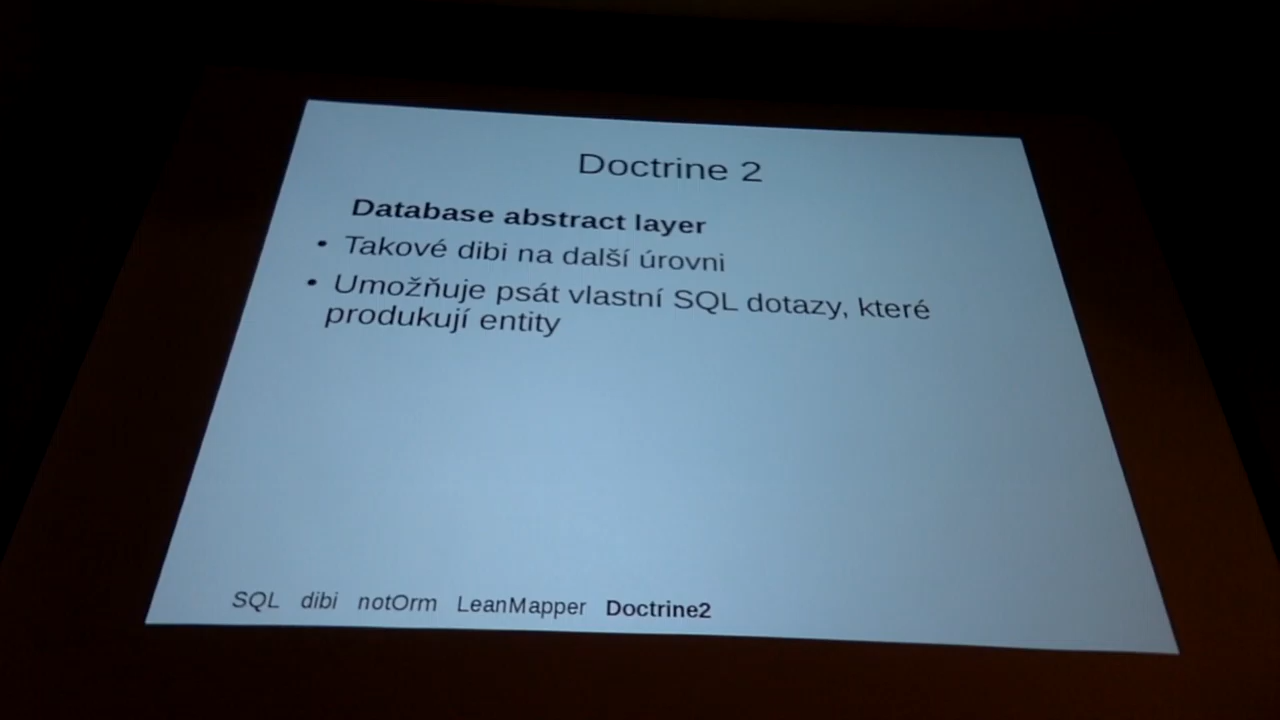 Doctrine 2
Database abstract layer
• Takové dibi na další úrovni
• Umožňuje psát vlastní SQL dotazy, které
produkují entity
SQL dibi notOrm LeanMapper Doctrine2